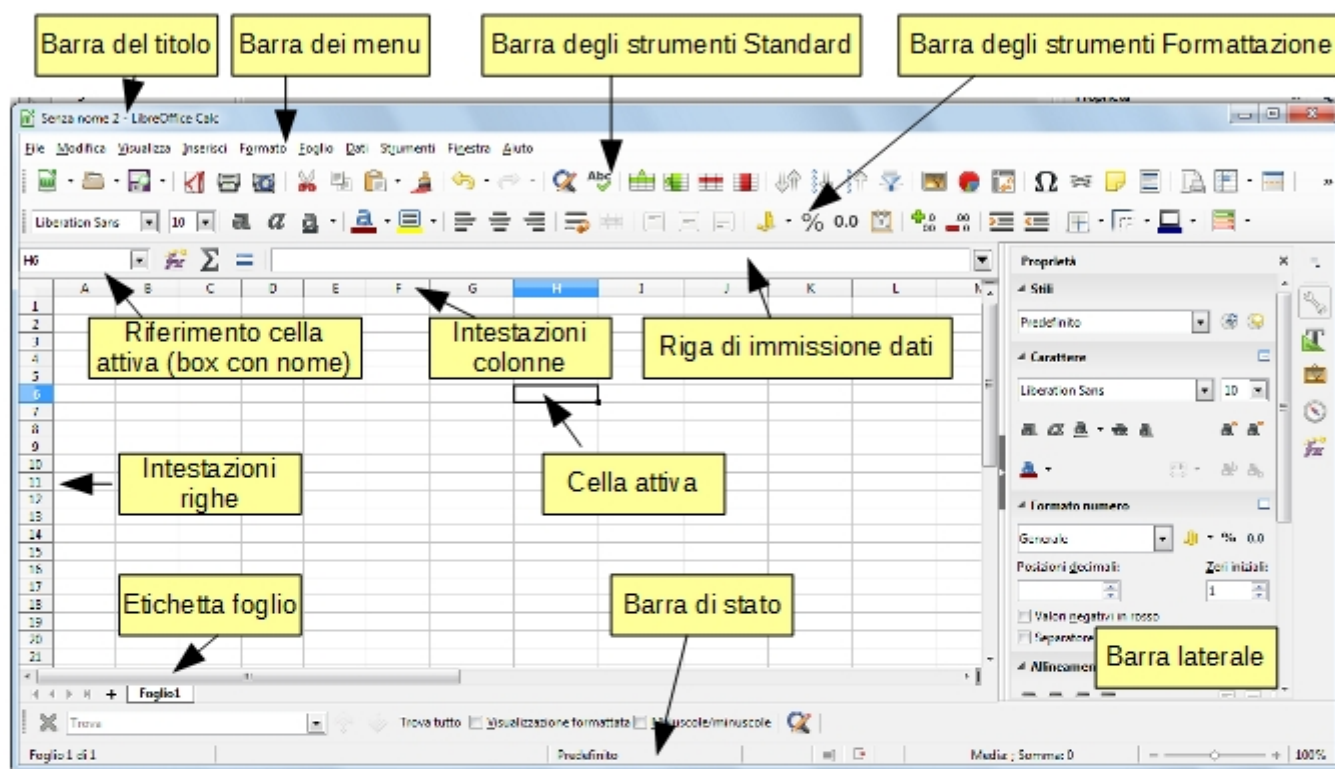 Barra del titolo
Barra dei menu
Barra degli strumenti Standard
Barra degli strumenti Formattazione
Senza nome 2 - LibreOffice Calc
File Modifica Visualizza Inserisci Formato Foglio Dati Strumenti Finestra Aiuto
Liberation Sans 10
% 0.0
H6
A B C D E F G H I J K L
Riferimento cella
attiva (box con nome)
Intestazioni
colonne
Riga di immissione dati
1
2
3
4
5
6
7
8
9
10
11
12
13
14
15
16
17
18
19
20
21
Intestazioni
righe
Cella attiva
Etichetta foglio
Barra di stato
Proprietà
Stili
Predefinito
Carattere
Liberation Sans 10
Formato numero
Generale % 0.0
Posizioni decimali: Zeri iniziali:
1
Valori negativi in rosso
Separatore
Barra laterale
Foglio1
Trova Trova tutto Visualizzazione formattata
Foglio 1 di 1 Predefinito Media: ; Somma: 0 100%